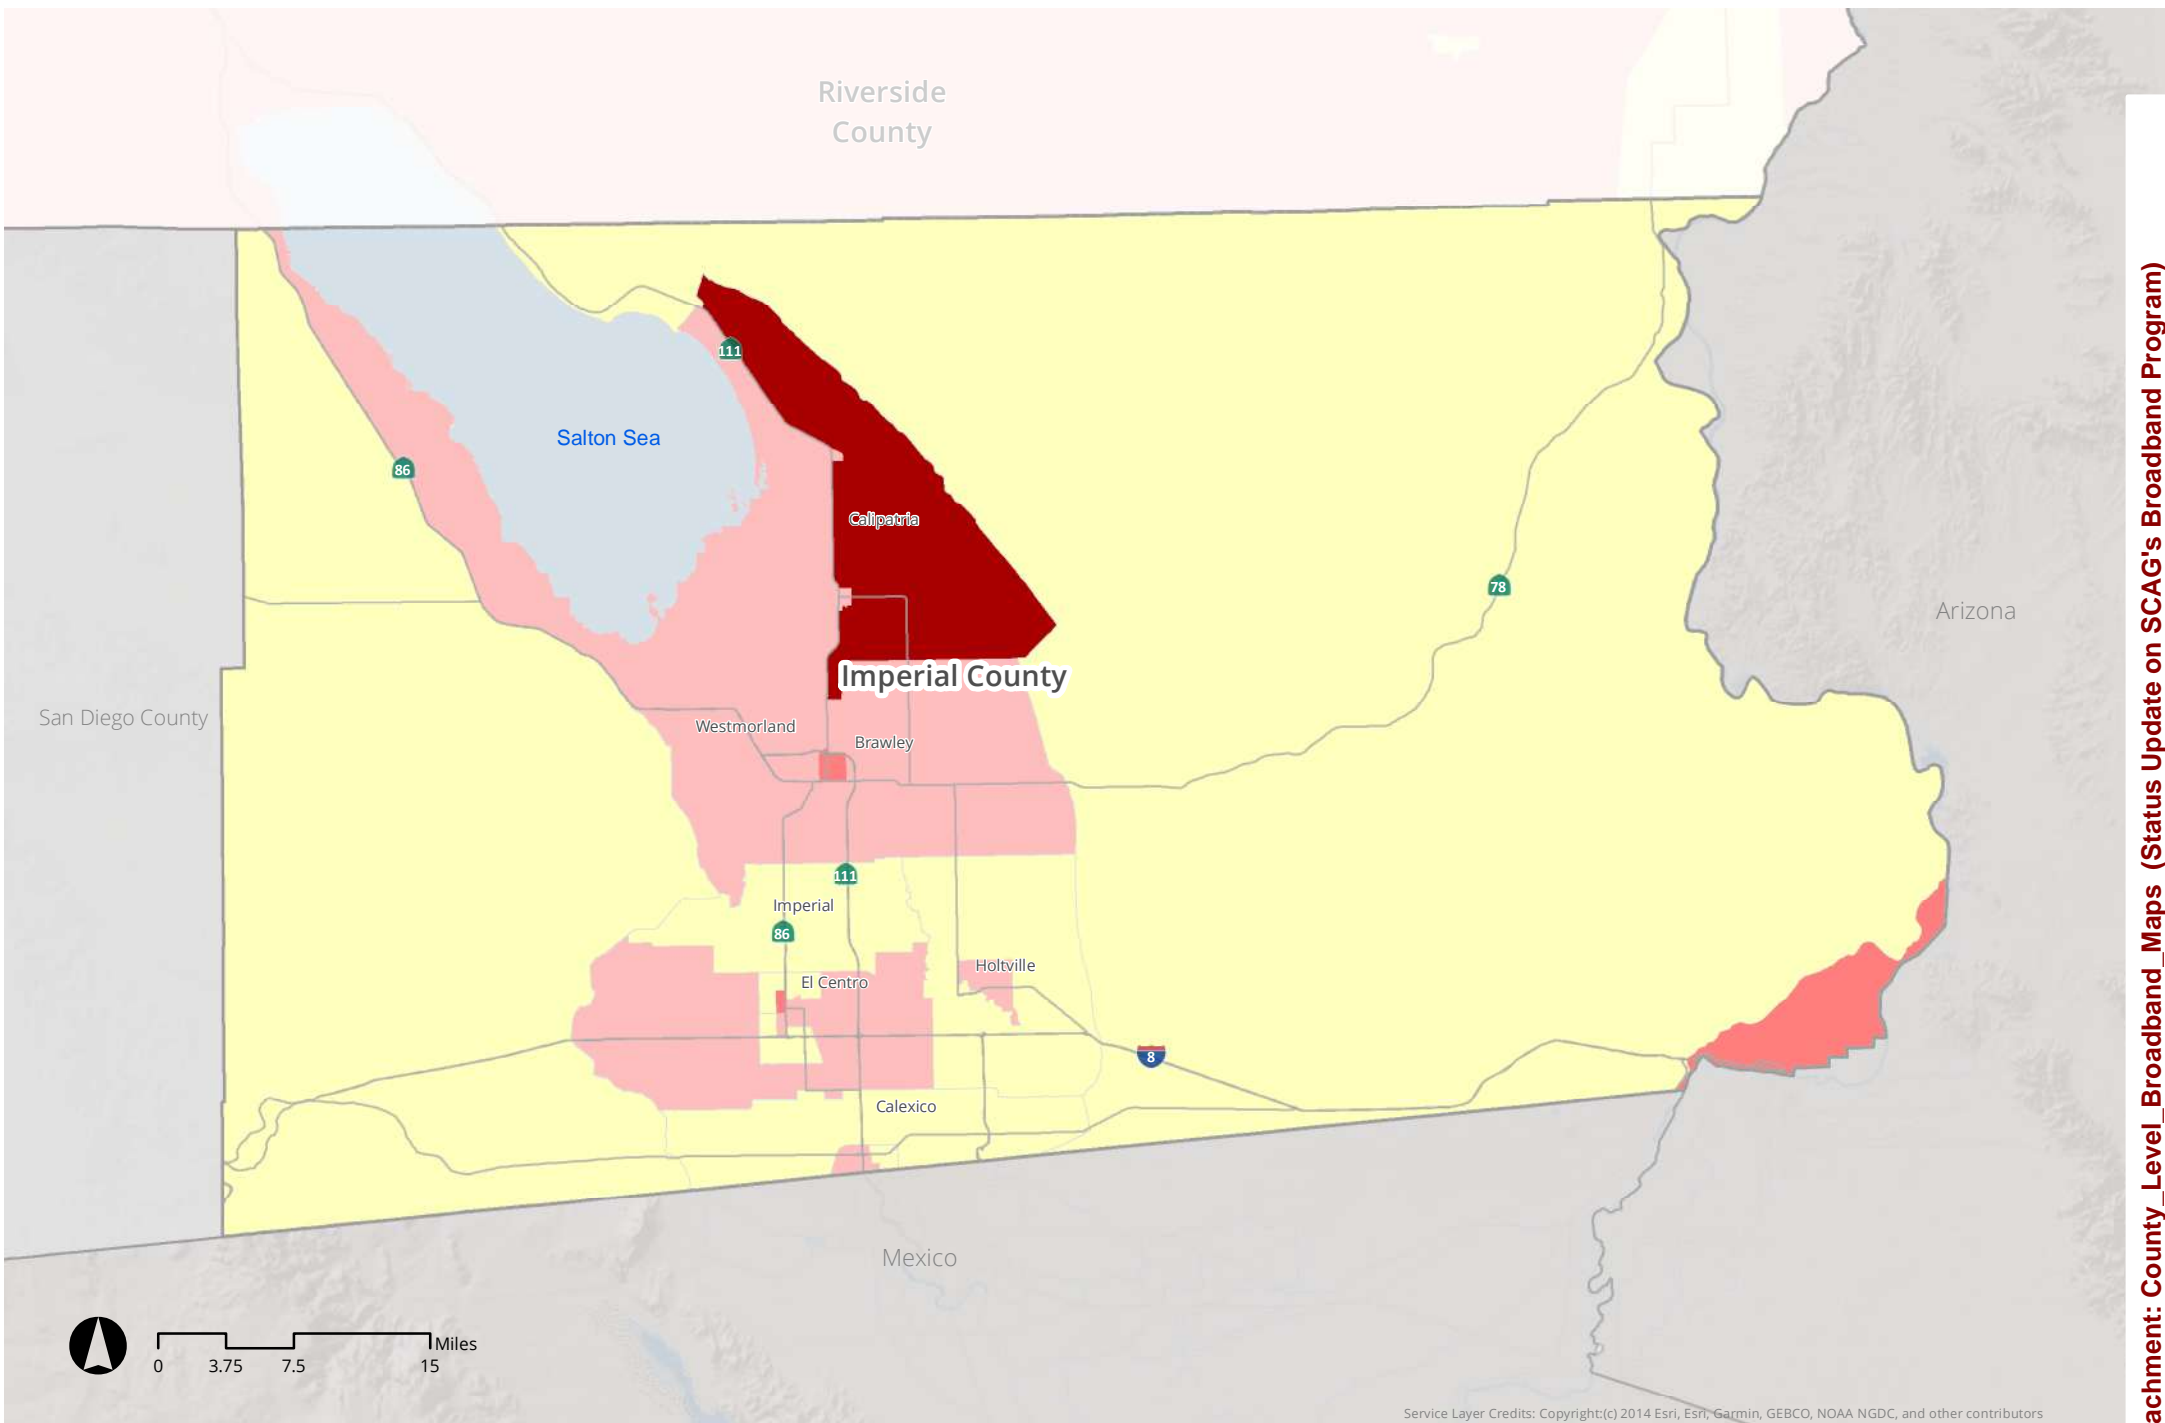 Riverside
County
111
Salton Sea
86
Calipatria
78
Arizona
Imperial County
San Diego County
Westmorland
Brawley
111
Imperial
86
Holtville
El Centro
8
Calexico
Mexico
Miles
0 3.75 7.5 15
Service Layer Credits: Copyright:(c) 2014 Esri, Esri, Garmin, GEBCO, NOAA NGDC, and other contributors
achment: County_Level_Broadband_Maps (Status Update on SCAG's Broadband Program)